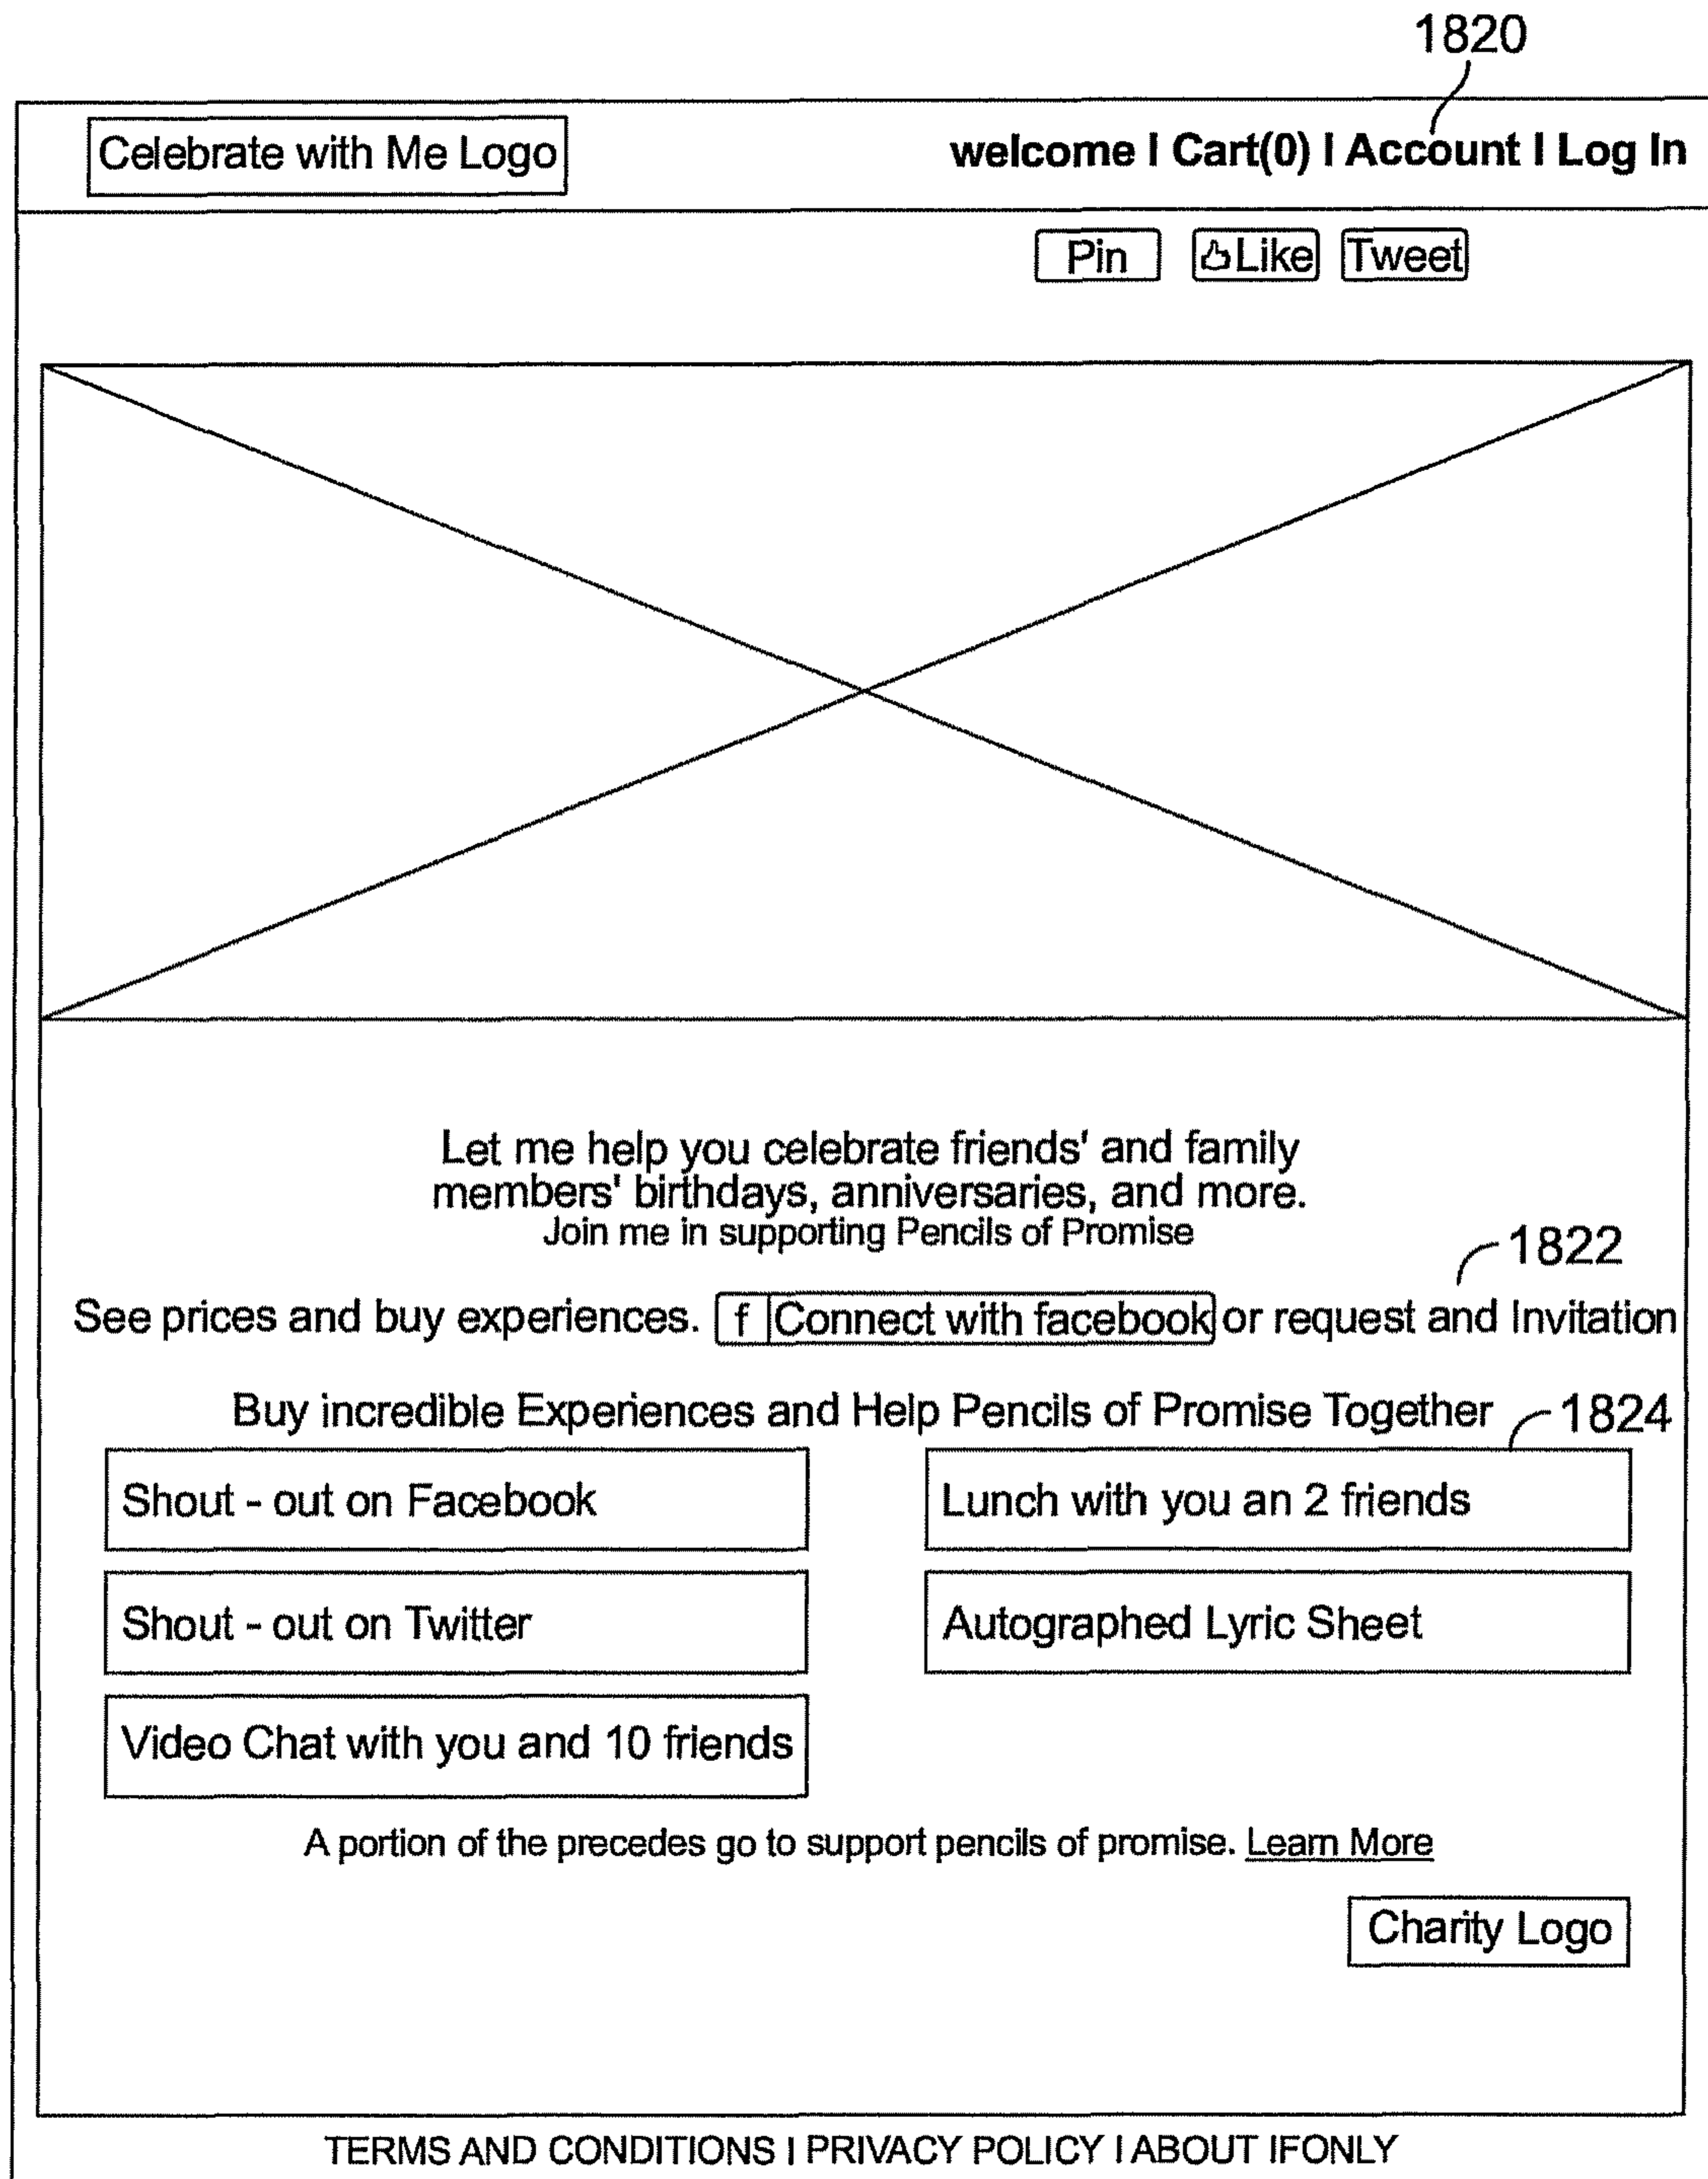 1820
Celebrate with Me Logo
welcome I Cart(0) I Account I Log In
Pin
Like
Tweet
Let me help you celebrate friends' and family
members' birthdays, anniversaries, and more.
Join me in supporting Pencils of Promise
1822
See prices and buy experiences. f Connect with facebook or request and Invitation
Buy incredible Experiences and Help Pencils of Promise Together
1824
Shout - out on Facebook
Lunch with you an 2 friends
Shout - out on Twitter
Autographed Lyric Sheet
Video Chat with you and 10 friends
A portion of the precedes go to support pencils of promise. Learn More
Charity Logo
TERMS AND CONDITIONS I PRIVACY POLICY I ABOUT IFONLY